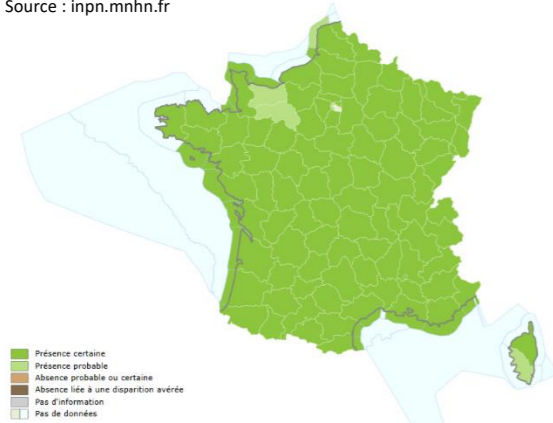 Source : inpn.mnhn.fr
Présence certaine
Présence probable
Absence probable ou certaine
Absence liée à une disparition avérée
Pas d'information
Pas de données